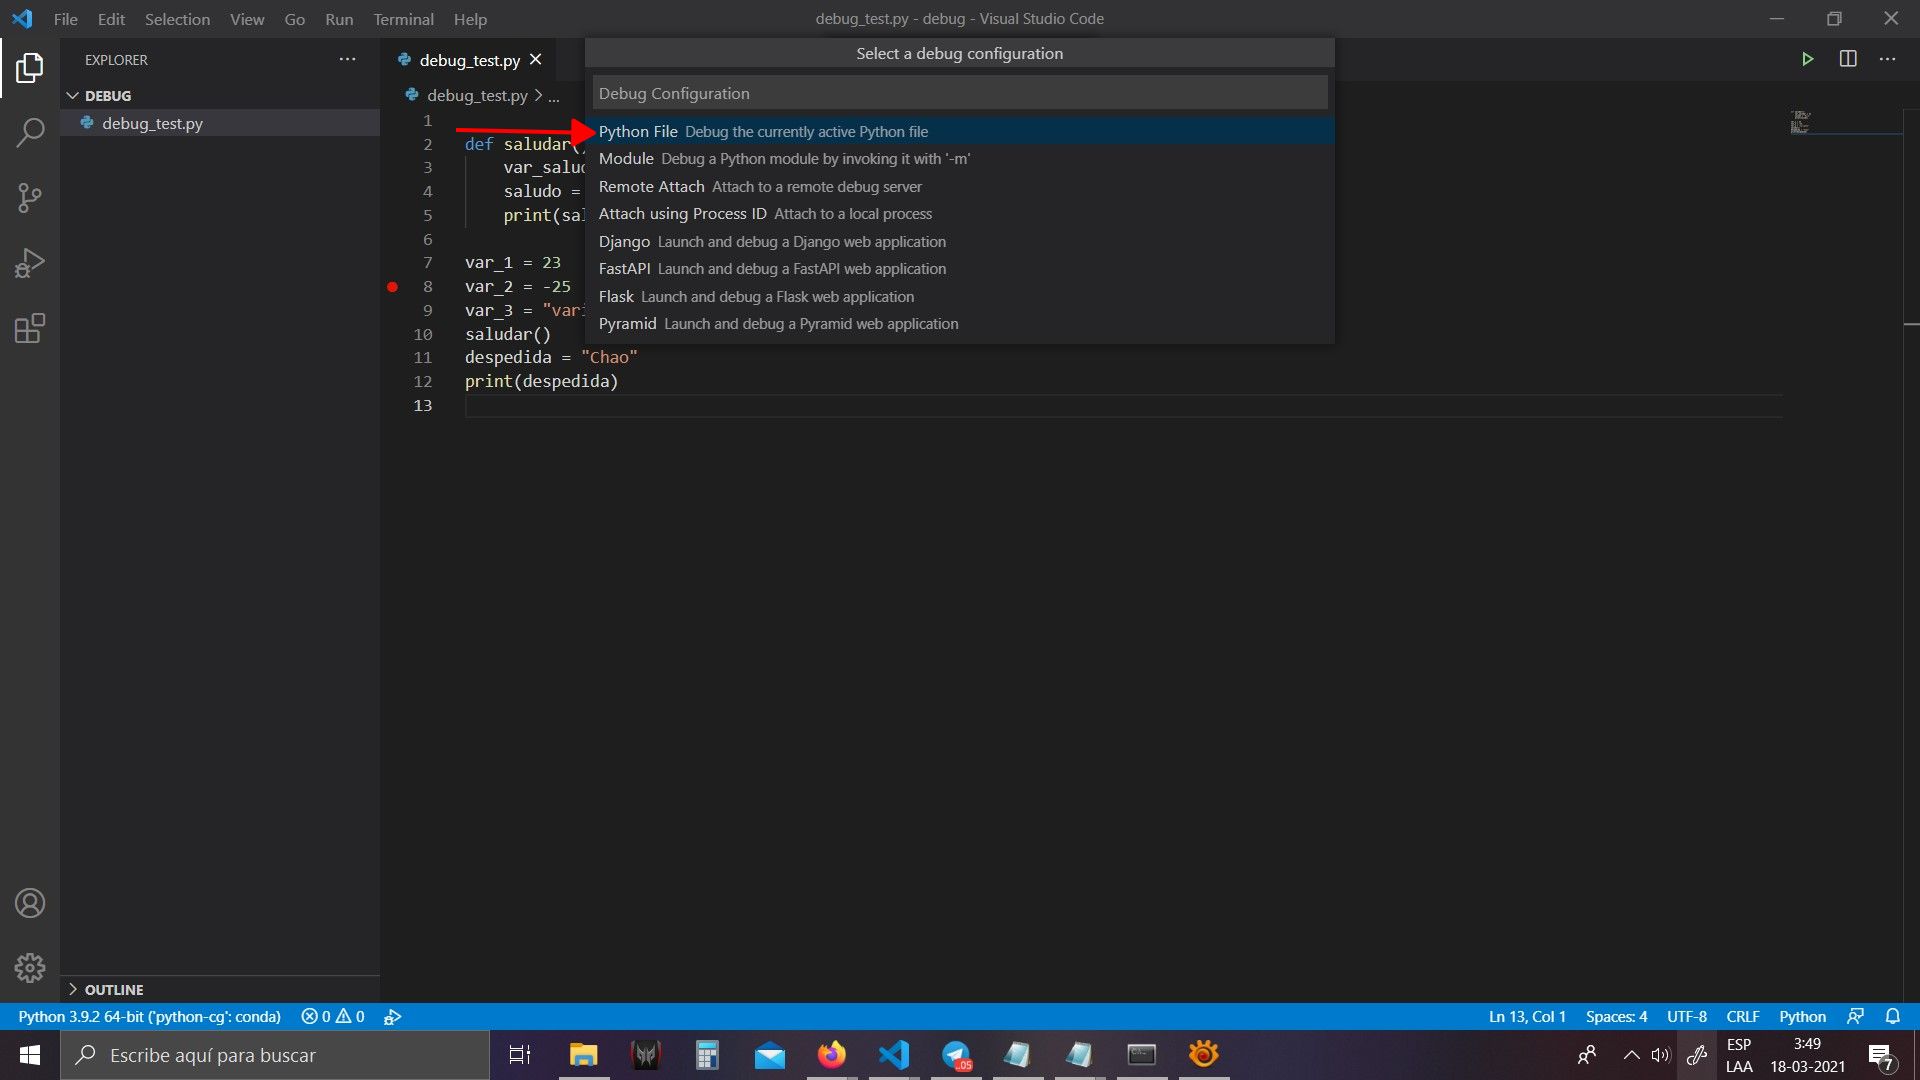 File Edit Selection View Go Run Terminal Help
debug_test.py - debug - Visual Studio Code
EXPLORER
DEBUG
debug_test.py
OUTLINE
debug_test.py
debug_test.py > ...
Select a debug configuration
Debug Configuration
Python File Debug the currently active Python file
Module Debug a Python module by invoking it with '-m'
Remote Attach Attach to a remote debug server
Attach using Process ID Attach to a local process
Django Launch and debug a Django web application
FastAPI Launch and debug a FastAPI web application
Flask Launch and debug a Flask web application
Pyramid Launch and debug a Pyramid web application
1
2 def saludar(
3 var_salud
4 saludo =
5 print(sal
6
7 var_1 = 23
8 var_2 = -25
9 var_3 = "vari
10 saludar()
11 despedida = "Chao"
12 print(despedida)
13
Python 3.9.2 64-bit ('python-cg': conda) 0 0
Ln 13, Col 1 Spaces: 4 UTF-8 CRLF Python
Escribe aquí para buscar
.05
ESP
LAA
3:49
18-03-2021
7